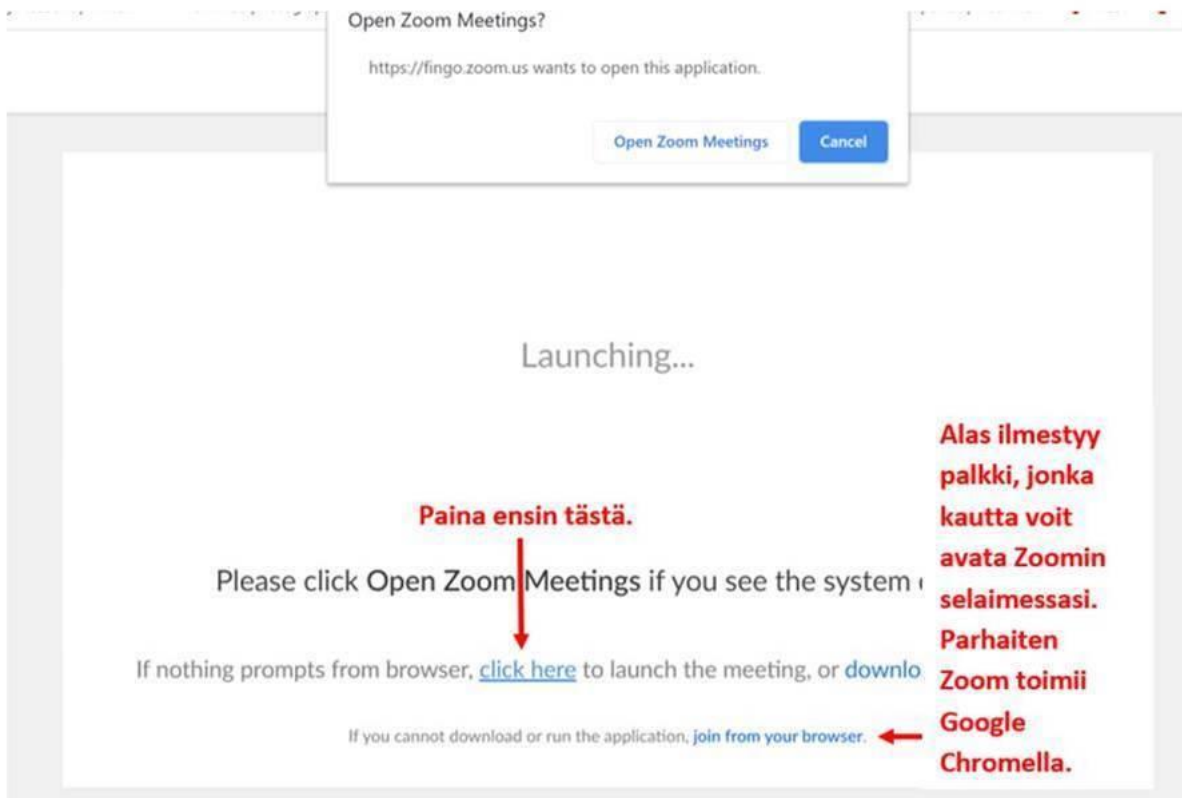 Open Zoom Meetings?
https://fingo.zoom.us wants to open this application.
Open Zoom Meetings Cancel
Launching...
Paina ensin tästä.
Please click Open Zoom Meetings if you see the system
If nothing prompts from browser, click here to launch the meeting, or downlo
If you cannot download or run the application, join from your browser.
Alas ilmestyy
palkki, jonka
kautta voit
avata Zoomin
selaimessasi.
Parhaiten
Zoom toimii
Google
Chromella.